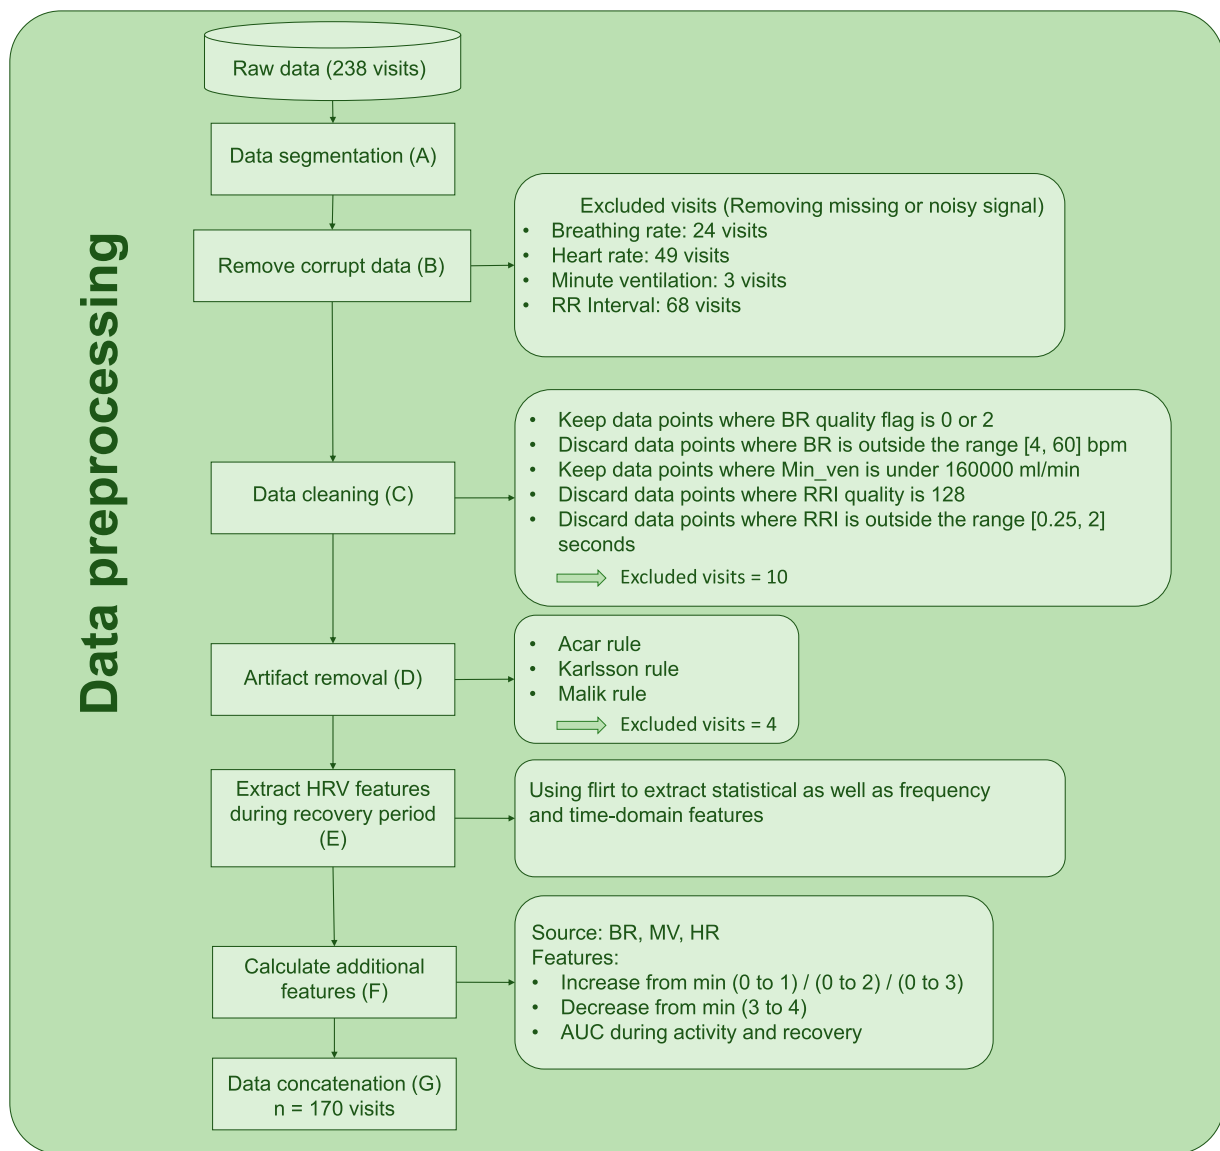 Data preprocessing
Raw data (238 visits)
Data segmentation (A)
Remove corrupt data (B)
Excluded visits (Removing missing or noisy signal)
• Breathing rate: 24 visits
• Heart rate: 49 visits
• Minute ventilation: 3 visits
• RR Interval: 68 visits
Data cleaning (C)
• Keep data points where BR quality flag is 0 or 2
• Discard data points where BR is outside the range [4, 60] bpm
• Keep data points where Min_ven is under 160000 ml/min
• Discard data points where RRI quality is 128
• Discard data points where RRI is outside the range [0.25, 2]
seconds
Excluded visits = 10
Artifact removal (D)
• Acar rule
• Karlsson rule
• Malik rule
Excluded visits = 4
Extract HRV features
during recovery period
(E)
Using flirt to extract statistical as well as frequency
and time-domain features
Calculate additional
features (F)
Source: BR, MV, HR
Features:
• Increase from min (0 to 1) / (0 to 2) / (0 to 3)
• Decrease from min (3 to 4)
• AUC during activity and recovery
Data concatenation (G)
n = 170 visits